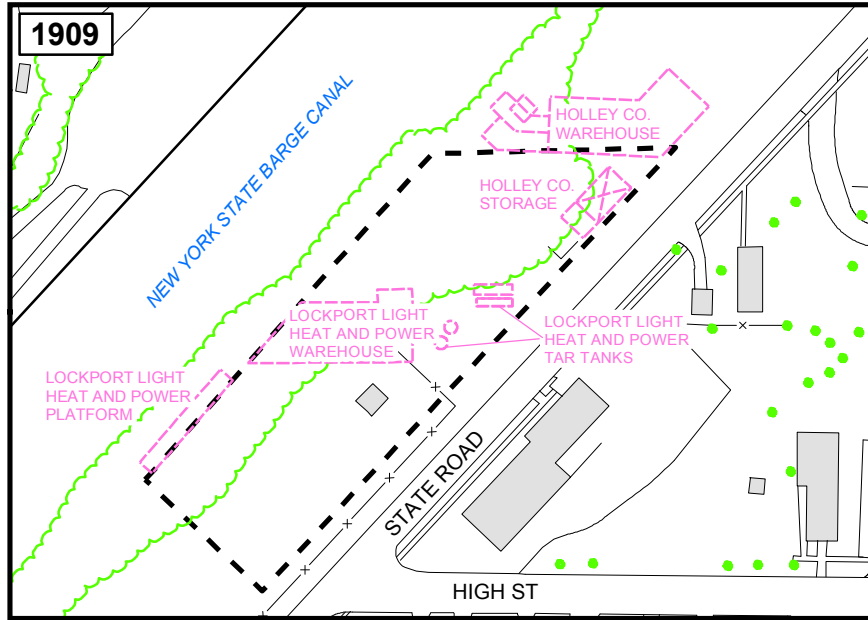 1909
NEW YORK STATE BARGE CANAL
HOLLEY CO.
WAREHOUSE
HOLLEY CO.
STORAGE
LOCKPORT LIGHT
HEAT AND POWER
WAREHOUSE
LOCKPORT LIGHT
HEAT AND POWER
TAR TANKS
LOCKPORT LIGHT
HEAT AND POWER
PLATFORM
STATE ROAD
HIGH ST